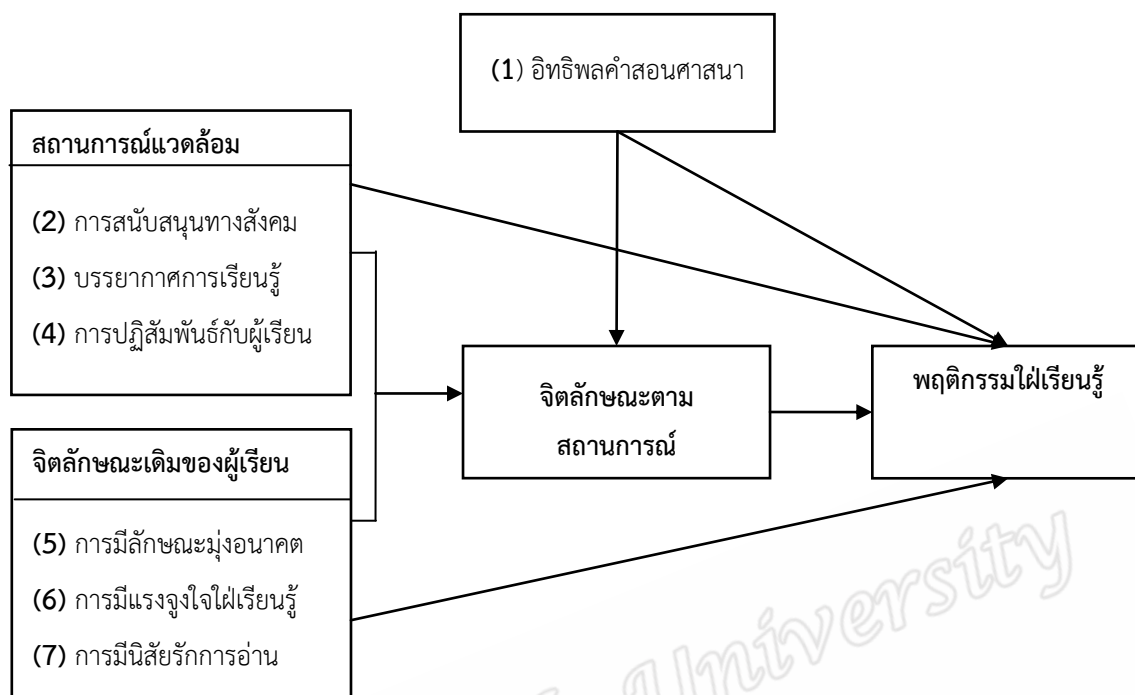 (1) อิทธิพลคำสอนศาสนา
สถานการณ์แวดล้อม
(2) การสนับสนุนทางสังคม
(3) บรรยากาศการเรียนรู้
(4) การปฏิสัมพันธ์กับผู้เรียน
จิตลักษณะตาม
สถานการณ์
พฤติกรรมใฝ่เรียนรู้
จิตลักษณะเดิมของผู้เรียน
(5) การมีลักษณะมุ่งอนาคต
(6) การมีแรงจูงใจใฝ่เรียนรู้
(7) การมีนิสัยรักการอ่าน
University